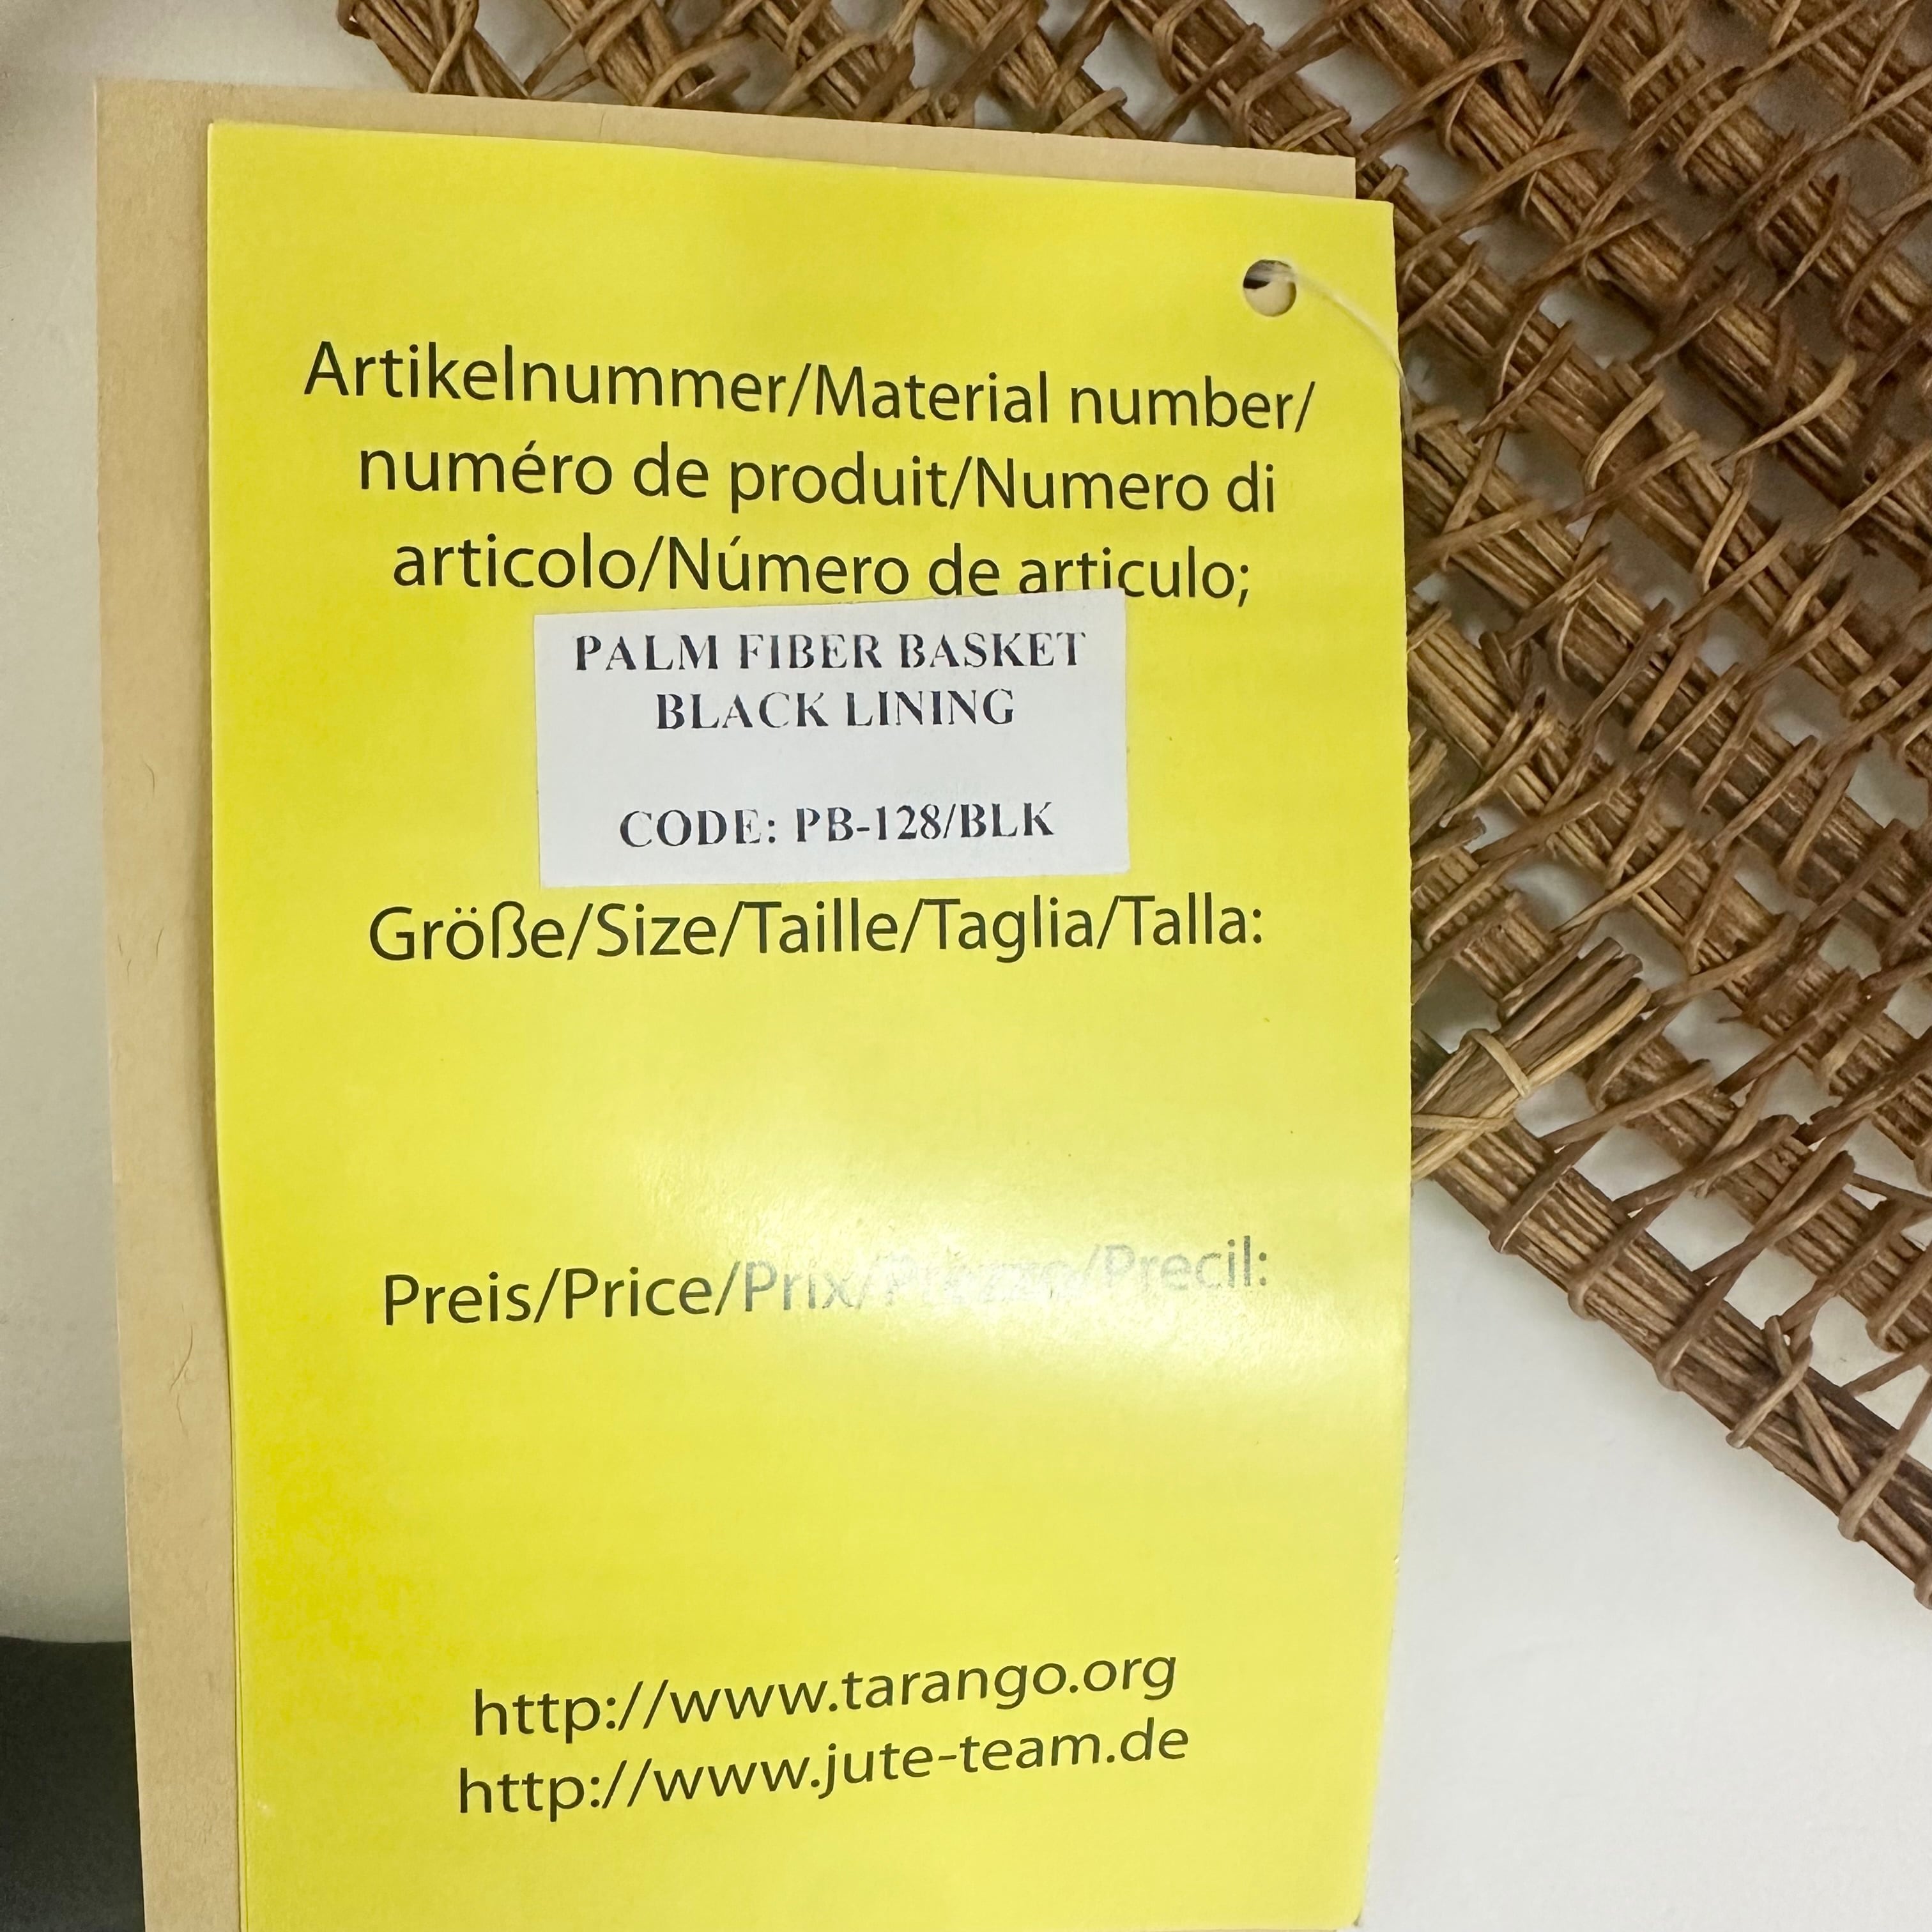 Artikelnummer/Material number/
numéro de produit/Numero di
articolo/Número de articulo;
PALM FIBER BASKET
BLACK LINING
CODE: PB-128/BLK
Größe/Size/Taille/Taglia/Talla:
Preis/Price/Prix/Prezzo/Precil:
http://www.tarango.org
http://www.jute-team.de